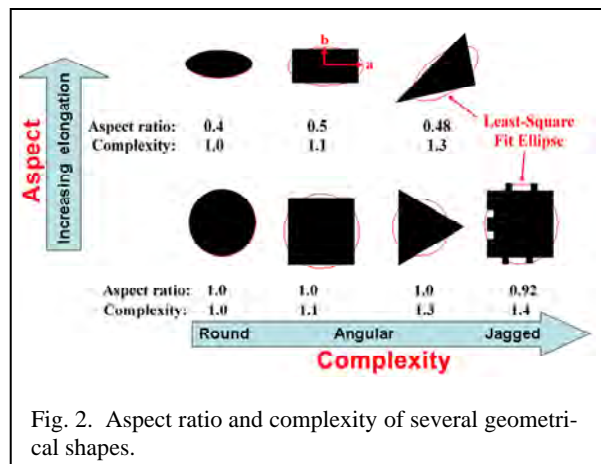 b
a
Aspect ratio: 0.4 0.5 0.48
Complexity: 1.0 1.1 1.3
Least-Square
Fit Ellipse
Aspect
Increasing elongation
Aspect ratio: 1.0 1.0 1.0 0.92
Complexity: 1.0 1.1 1.3 1.4
Round Angular Jagged
Complexity
Fig. 2. Aspect ratio and complexity of several geometri-
cal shapes.